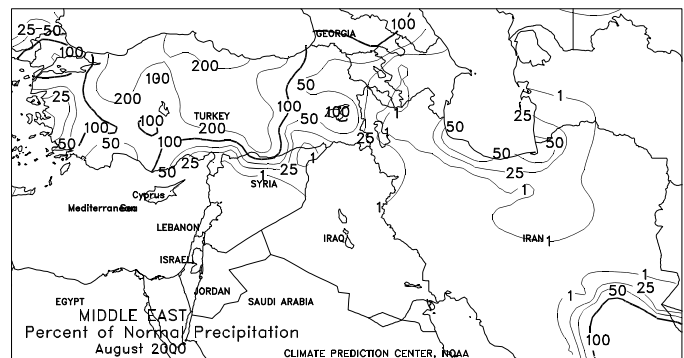 25 50
100
GEORGIA
100
100
200
100
200
50
25
100
50
100
1
1
TURKEY
100
200
25
50
100
50
100
25
50
50
50
25
1
25
25
50
1
SYRIA
Cyprus
1
1
Mediterranean Sea
LEBANON
IRAQ
IRAN
1
ISRAEL
JORDAN
EGYPT
SAUDI ARABIA
1
1
50
25
MIDDLE EAST
Percent of Normal Precipitation
August 2000
100
CLIMATE PREDICTION CENTER, NOAA